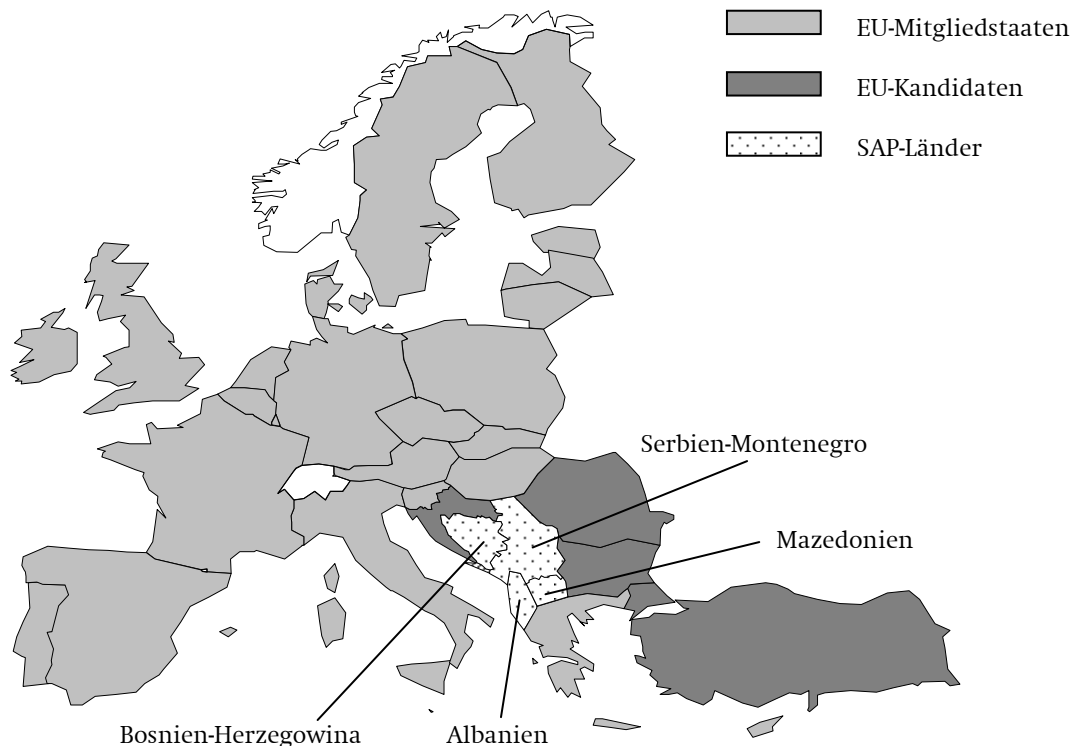 EU-Mitgliedstaaten
EU-Kandidaten
SAP-Länder
Serbien-Montenegro
Mazedonien
Bosnien-Herzegowina
Albanien